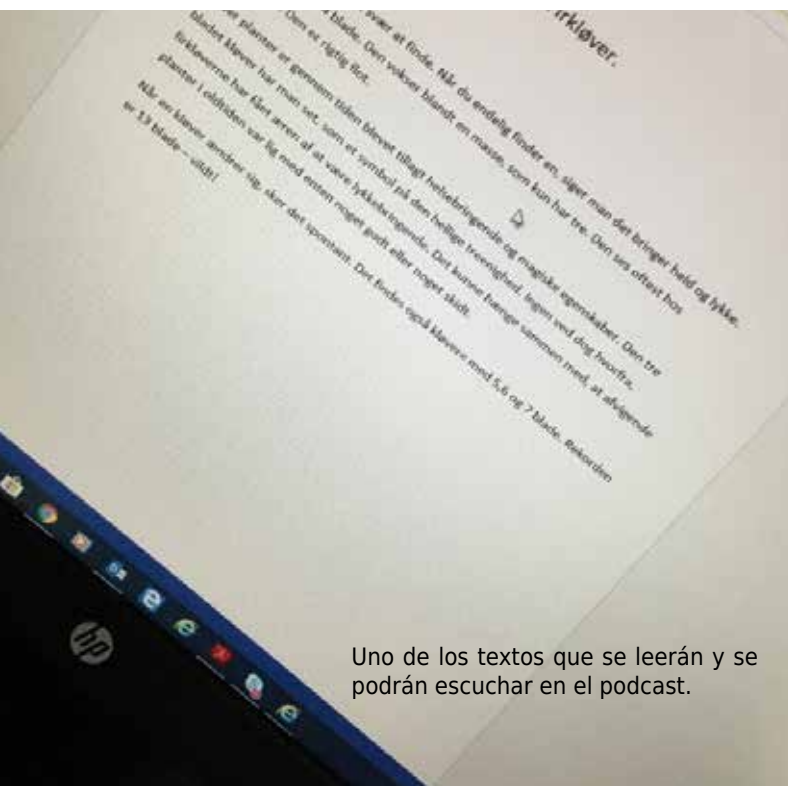 irkløver.
svær at finde. Når du endelig finder en, siger man det bringer held og lykke.
blade. Den vokser blandt en masse, som kun har tre. Den ses oftest hos
Den er rigtig flot.
planter er gennem tiden blevet tillagt helsebringende og magiske egenskaber. Den tre
bladet kløver har man set, som et symbol på den hellige treenighed. Ingen ved dog hvorfra,
firkløverne har fået æren af at være lykkebringende. Det kunne hænge sammen med, at afvigende
planter i oldtiden var lig med enten noget godt eller noget skidt.
Når en kløver ændrer sig, sker det spontant. Der findes også kløvere med 5,6 og 7 blade. Rekorden
er 13 blade – vildt!
hp
Uno de los textos que se leerán y se
podrán escuchar en el podcast.